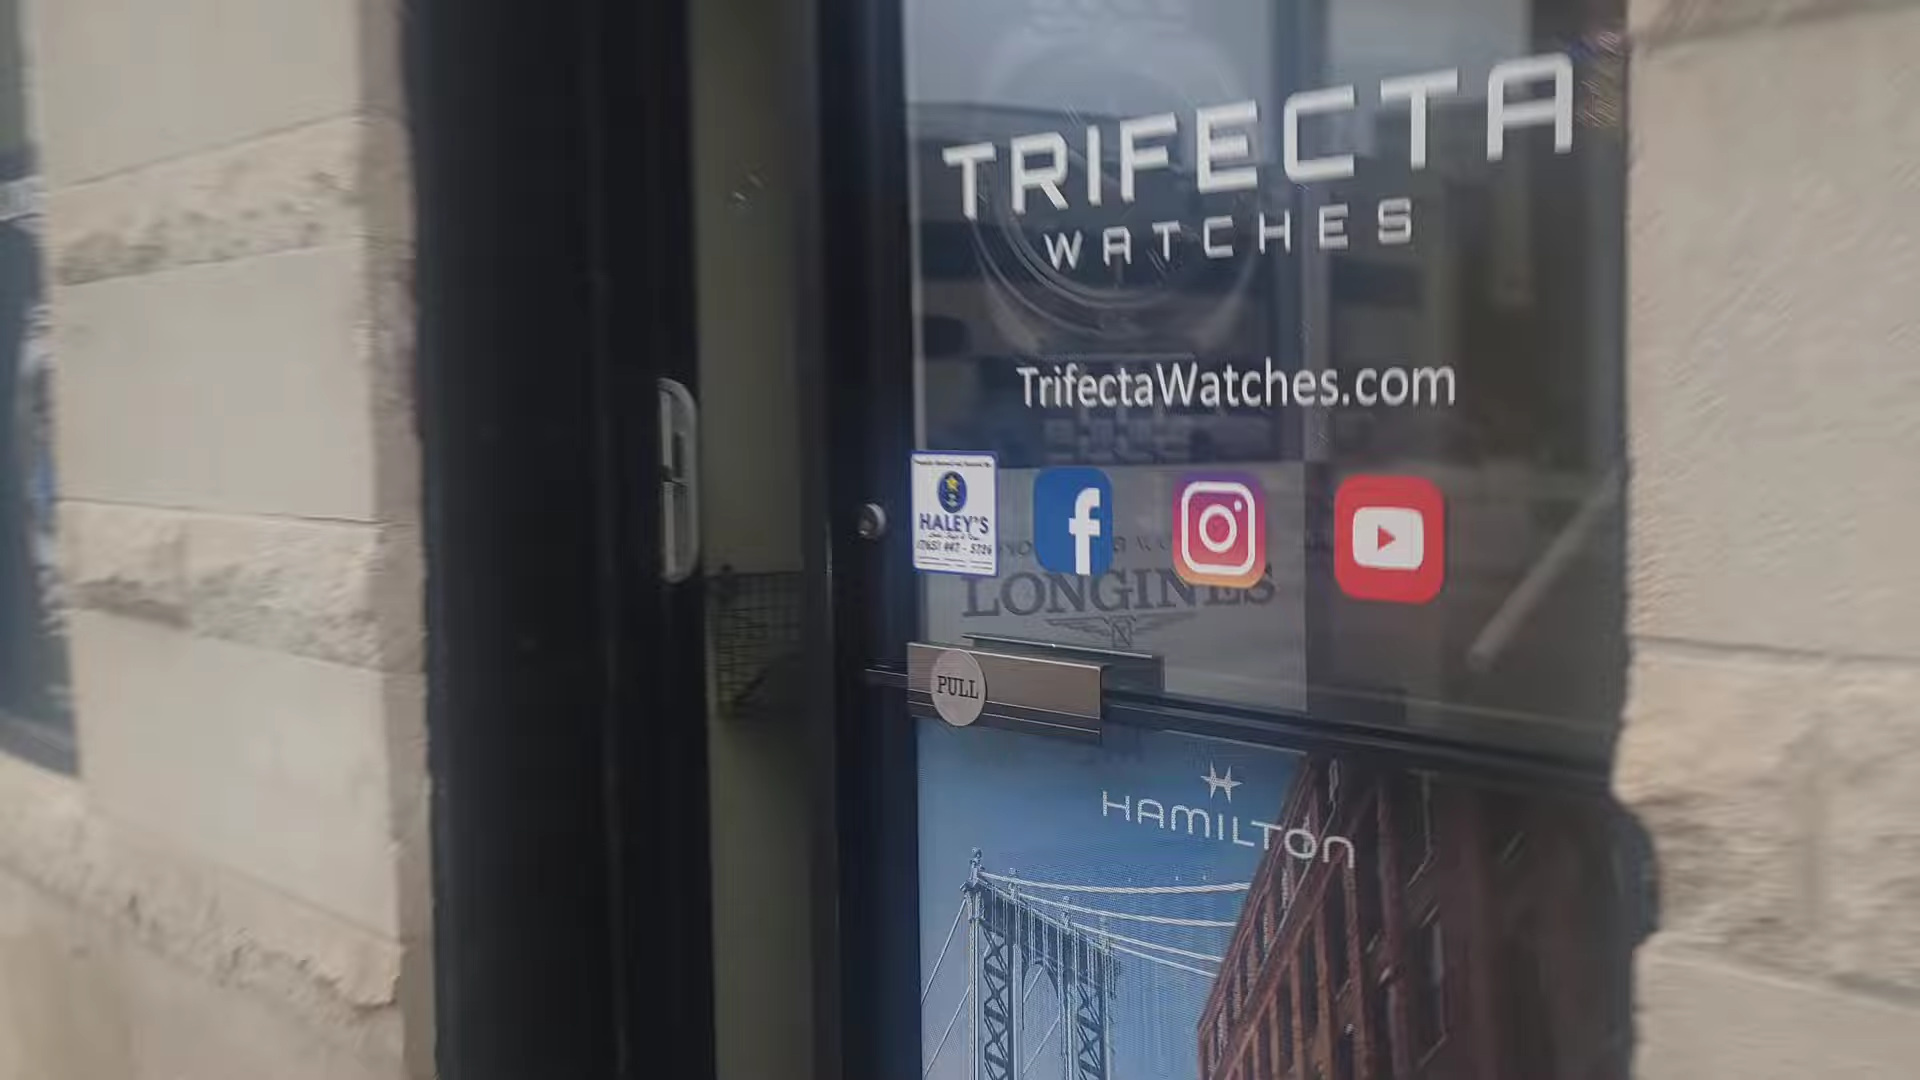 TRIFECTA
WATCHES
TrifectaWatches.com
HALEY'S
LONGINES
PULL
HAMILTON